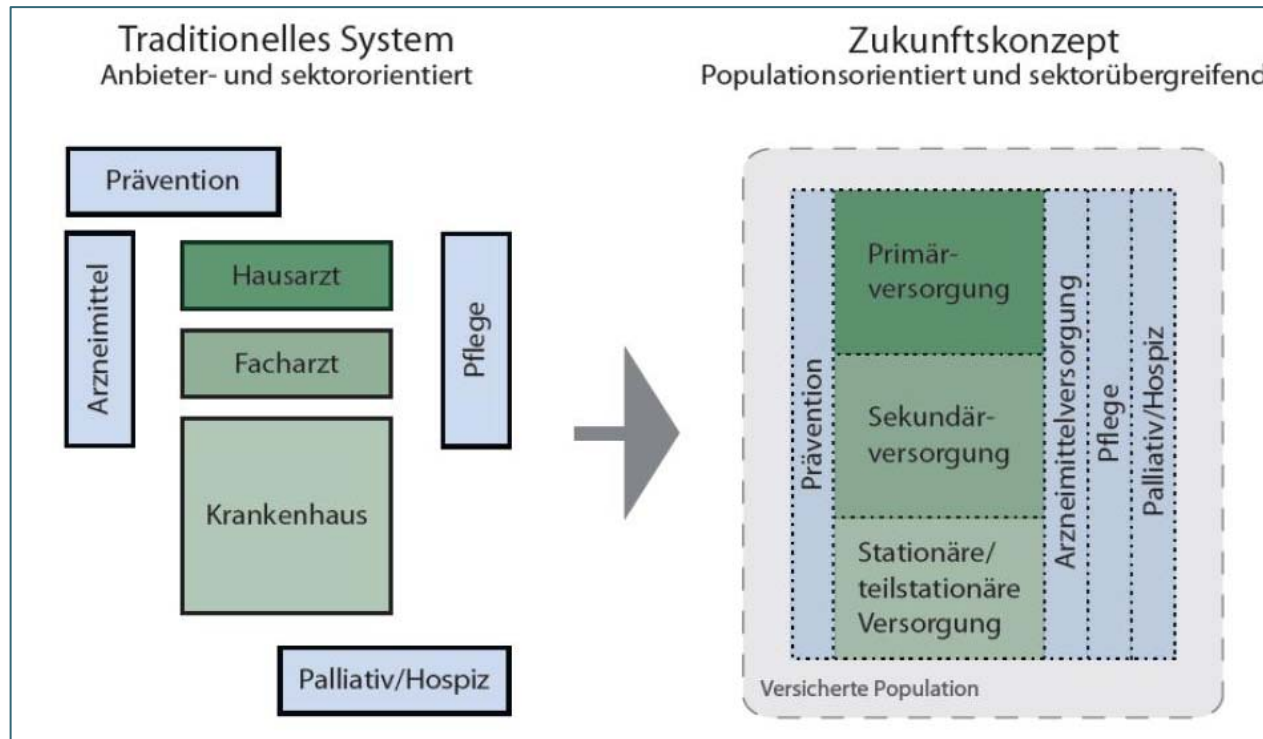 Traditionelles System
Anbieter- und sektororientiert
Prävention
Arzneimittel
Hausarzt
Facharzt
Krankenhaus
Pflege
Palliativ/Hospiz
Zukunftskonzept
Populationsorientiert und sektorübergreifend
Prävention
Primär-
versorgung
Sekundär-
versorgung
Stationäre/
teilstationäre
Versorgung
Arzneimittelversorgung
Pflege
Palliativ/Hospiz
Versicherte Population